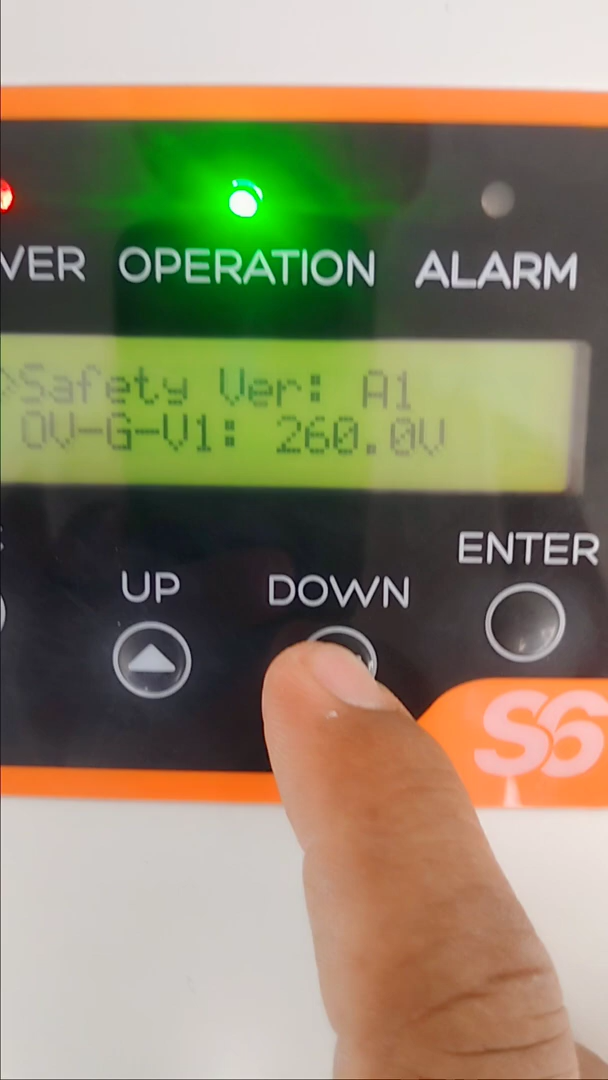 VER OPERATION ALARM
>Safety Ver: A1
OV-G-V1: 260.0V
ENTER
UP DOWN
S6